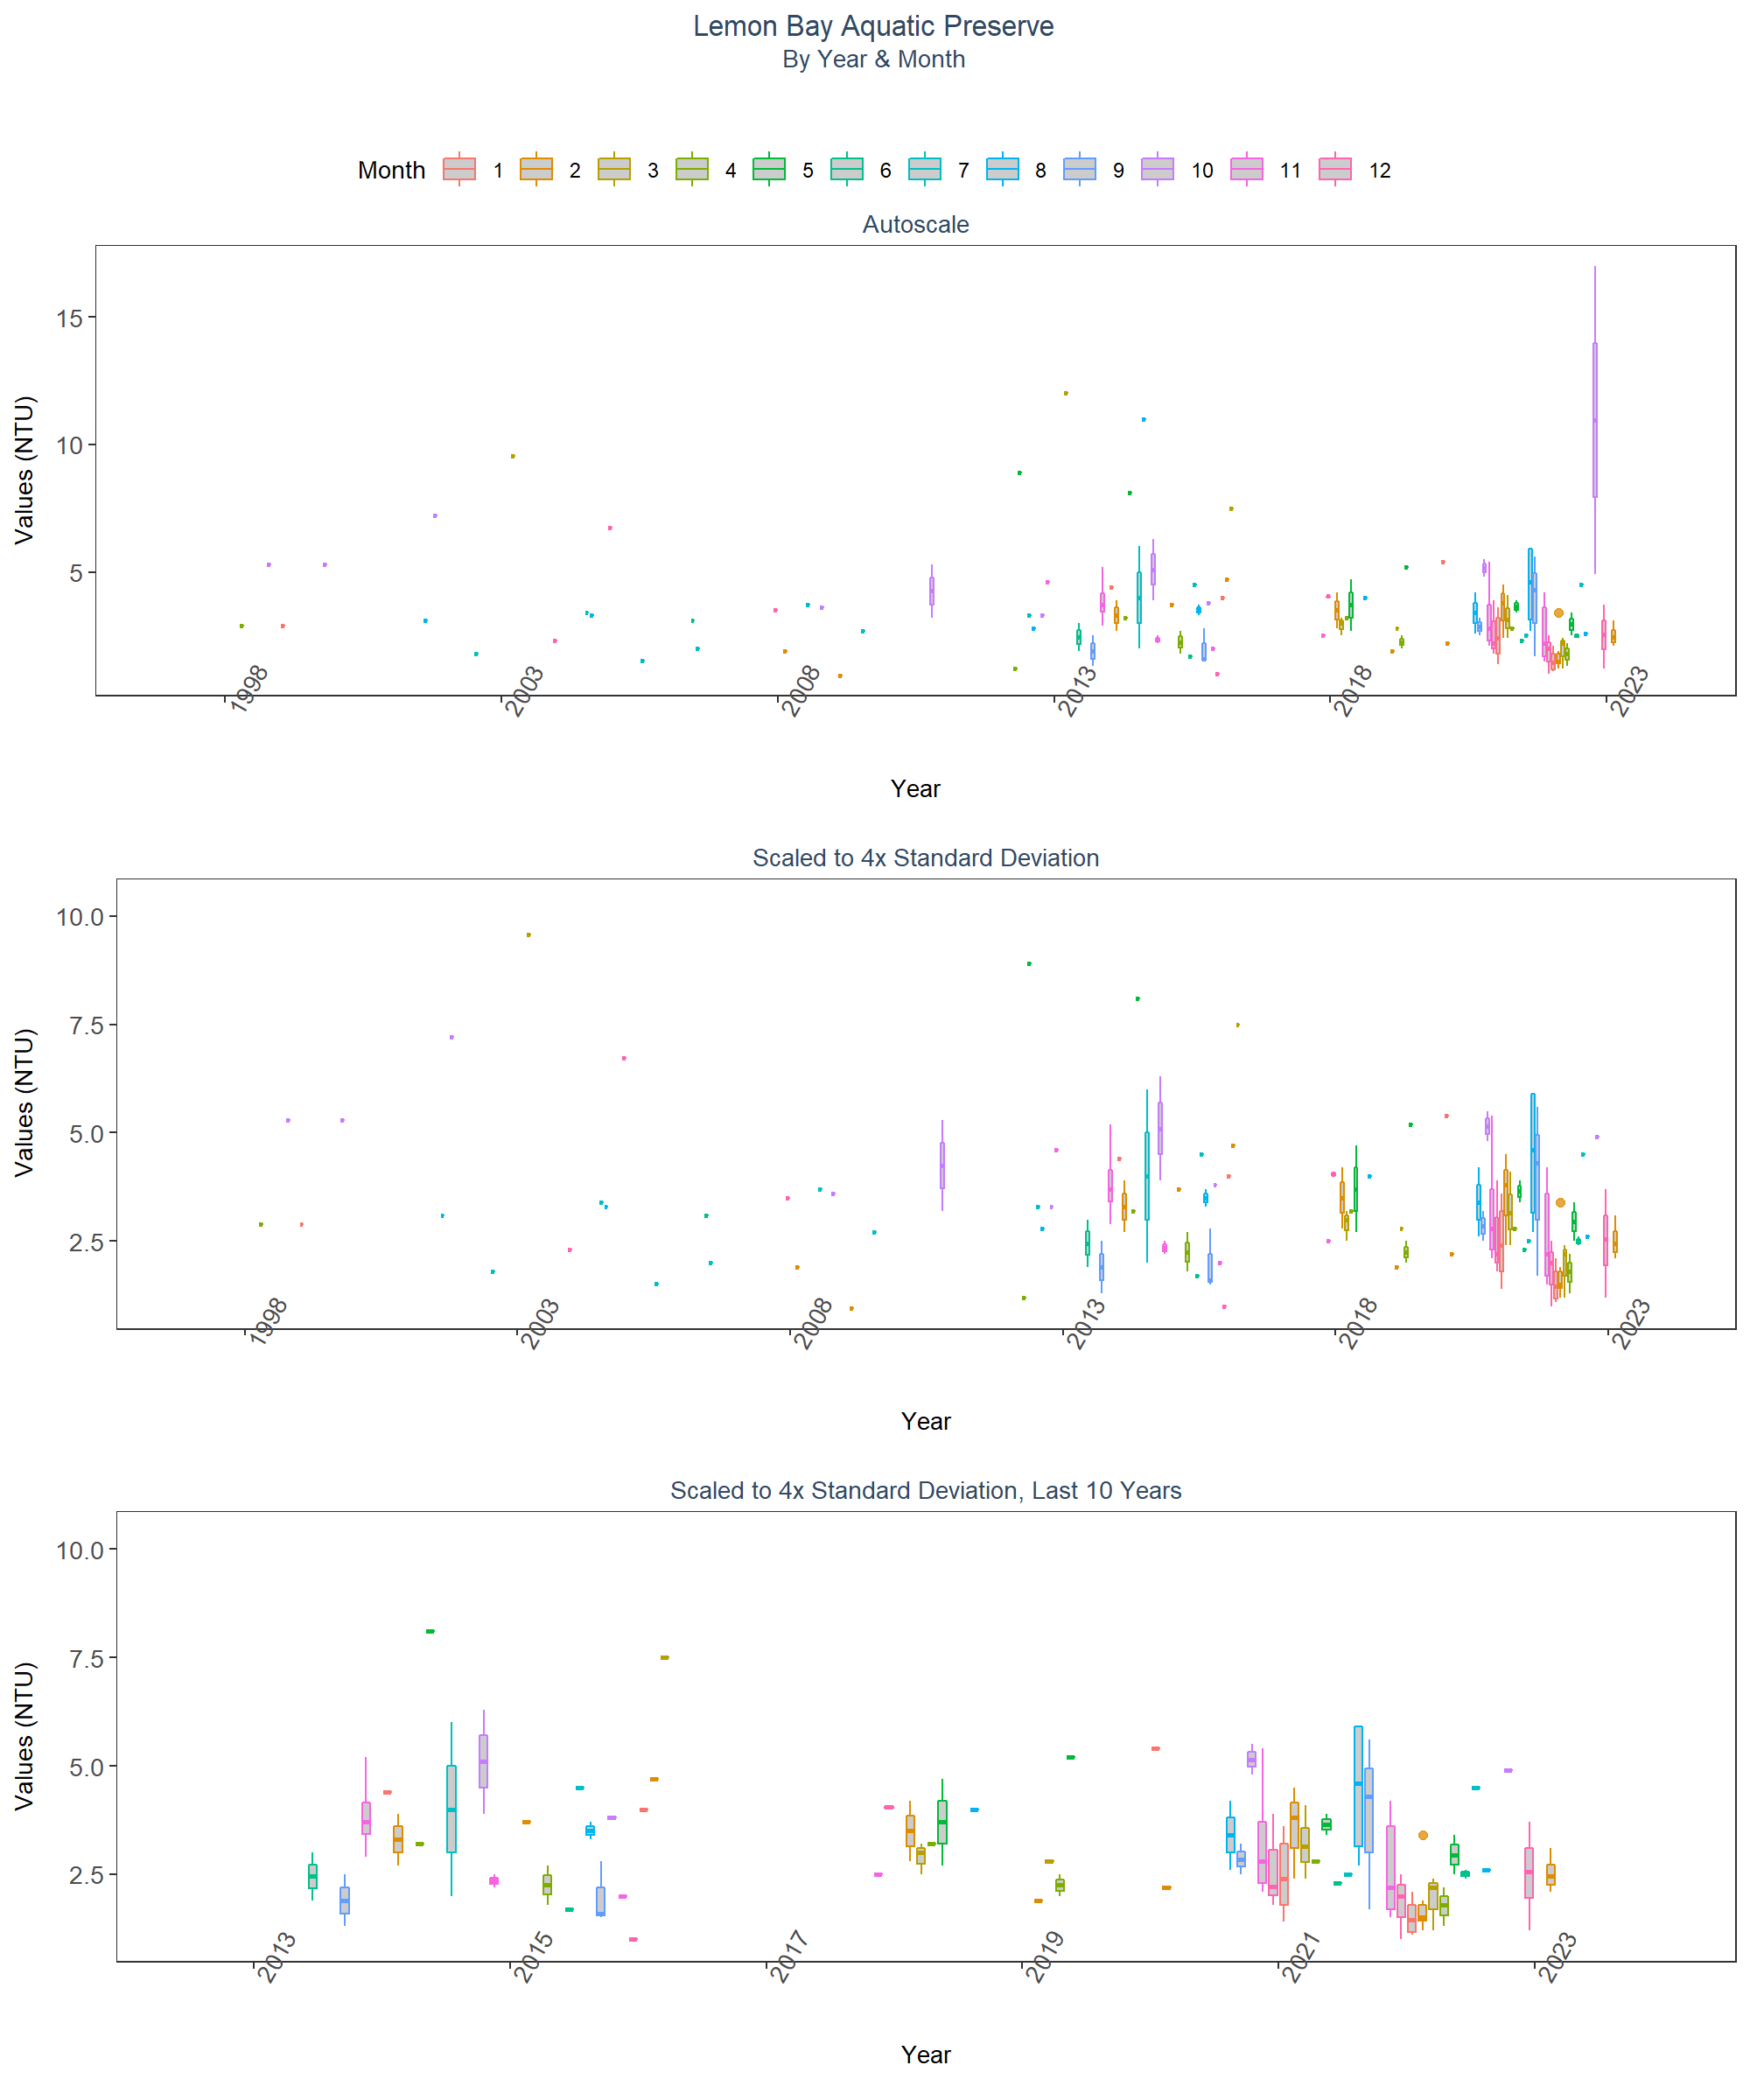 Lemon Bay Aquatic Preserve
By Year & Month
Month 1 2 3 4 5 6 7 8 9 10 11 12
Autoscale
Values (NTU)
15
10
5
1998 2003 2008 2013 2018 2023
Year
Scaled to 4x Standard Deviation
Values (NTU)
10.0
7.5
5.0
2.5
1998 2003 2008 2013 2018 2023
Year
Scaled to 4x Standard Deviation, Last 10 Years
Values (NTU)
10.0
7.5
5.0
2.5
2013 2015 2017 2019 2021 2023
Year